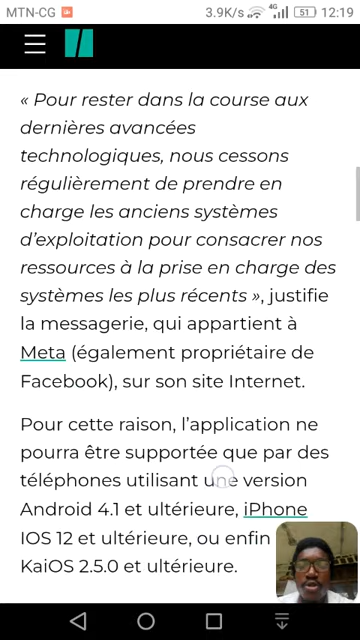 MTN-CG 3.9K/s 4G 51 12:19
« Pour rester dans la course aux
dernières avancées
technologiques, nous cessons
régulièrement de prendre en
charge les anciens systèmes
d’exploitation pour consacrer nos
ressources à la prise en charge des
systèmes les plus récents », justifie
la messagerie, qui appartient à
Meta (également propriétaire de
Facebook), sur son site Internet.
Pour cette raison, l’application ne
pourra être supportée que par des
téléphones utilisant une version
Android 4.1 et ultérieure, iPhone
IOS 12 et ultérieure, ou enfin
KaiOS 2.5.0 et ultérieure.